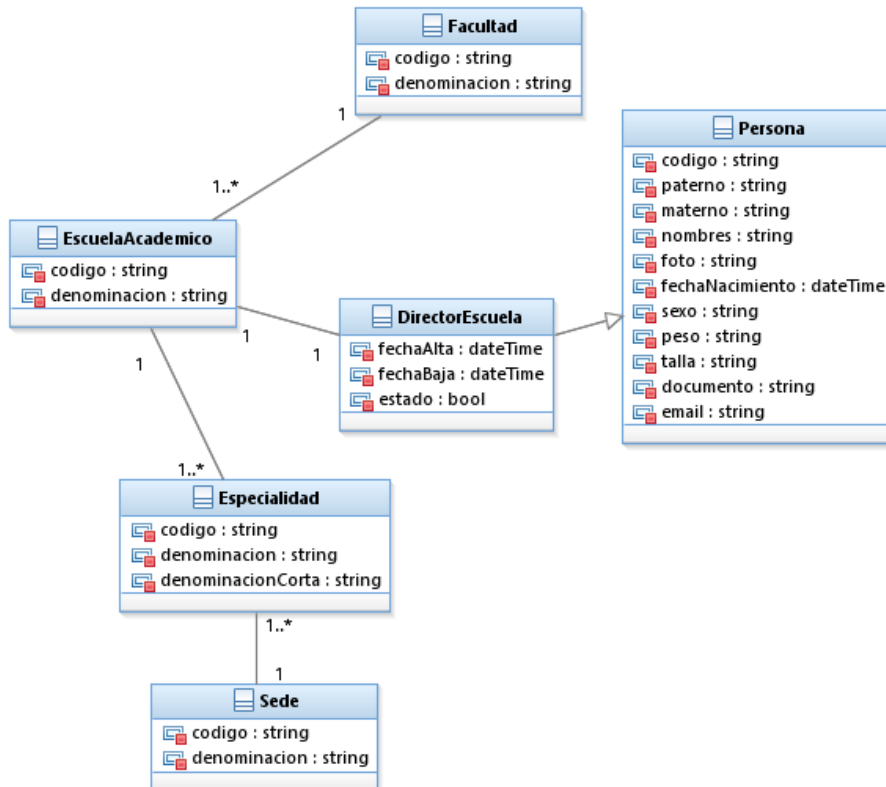 Facultad
codigo : string
denominacion : string
1
1..*
EscuelaAcademico
codigo : string
denominacion : string
1
1
1
DirectorEscuela
fechaAlta : dateTime
fechaBaja : dateTime
estado : bool
Persona
codigo : string
paterno : string
materno : string
nombres : string
foto : string
fechaNacimiento : dateTime
sexo : string
peso : string
talla : string
documento : string
email : string
1..*
Especialidad
codigo : string
denominacion : string
denominacionCorta : string
1..*
1
Sede
codigo : string
denominacion : string